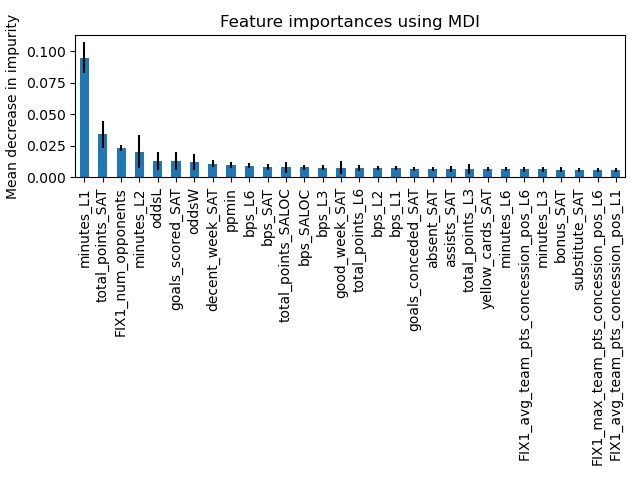 Feature importances using MDI
Mean decrease in impurity
0.100
0.075
0.050
0.025
0.000
minutes_L1
total_points_SAT
FIX1_num_opponents
minutes_L2
oddsL
goals_scored_SAT
oddsW
decent_week_SAT
ppmin
bps_L6
bps_SAT
total_points_SALOC
bps_SALOC
bps_L3
good_week_SAT
total_points_L6
bps_L2
bps_L1
goals_conceded_SAT
absent_SAT
assists_SAT
total_points_L3
yellow_cards_SAT
minutes_L6
FIX1_avg_team_pts_concession_pos_L6
minutes_L3
bonus_SAT
substitute_SAT
FIX1_max_team_pts_concession_pos_L6
FIX1_avg_team_pts_concession_pos_L1